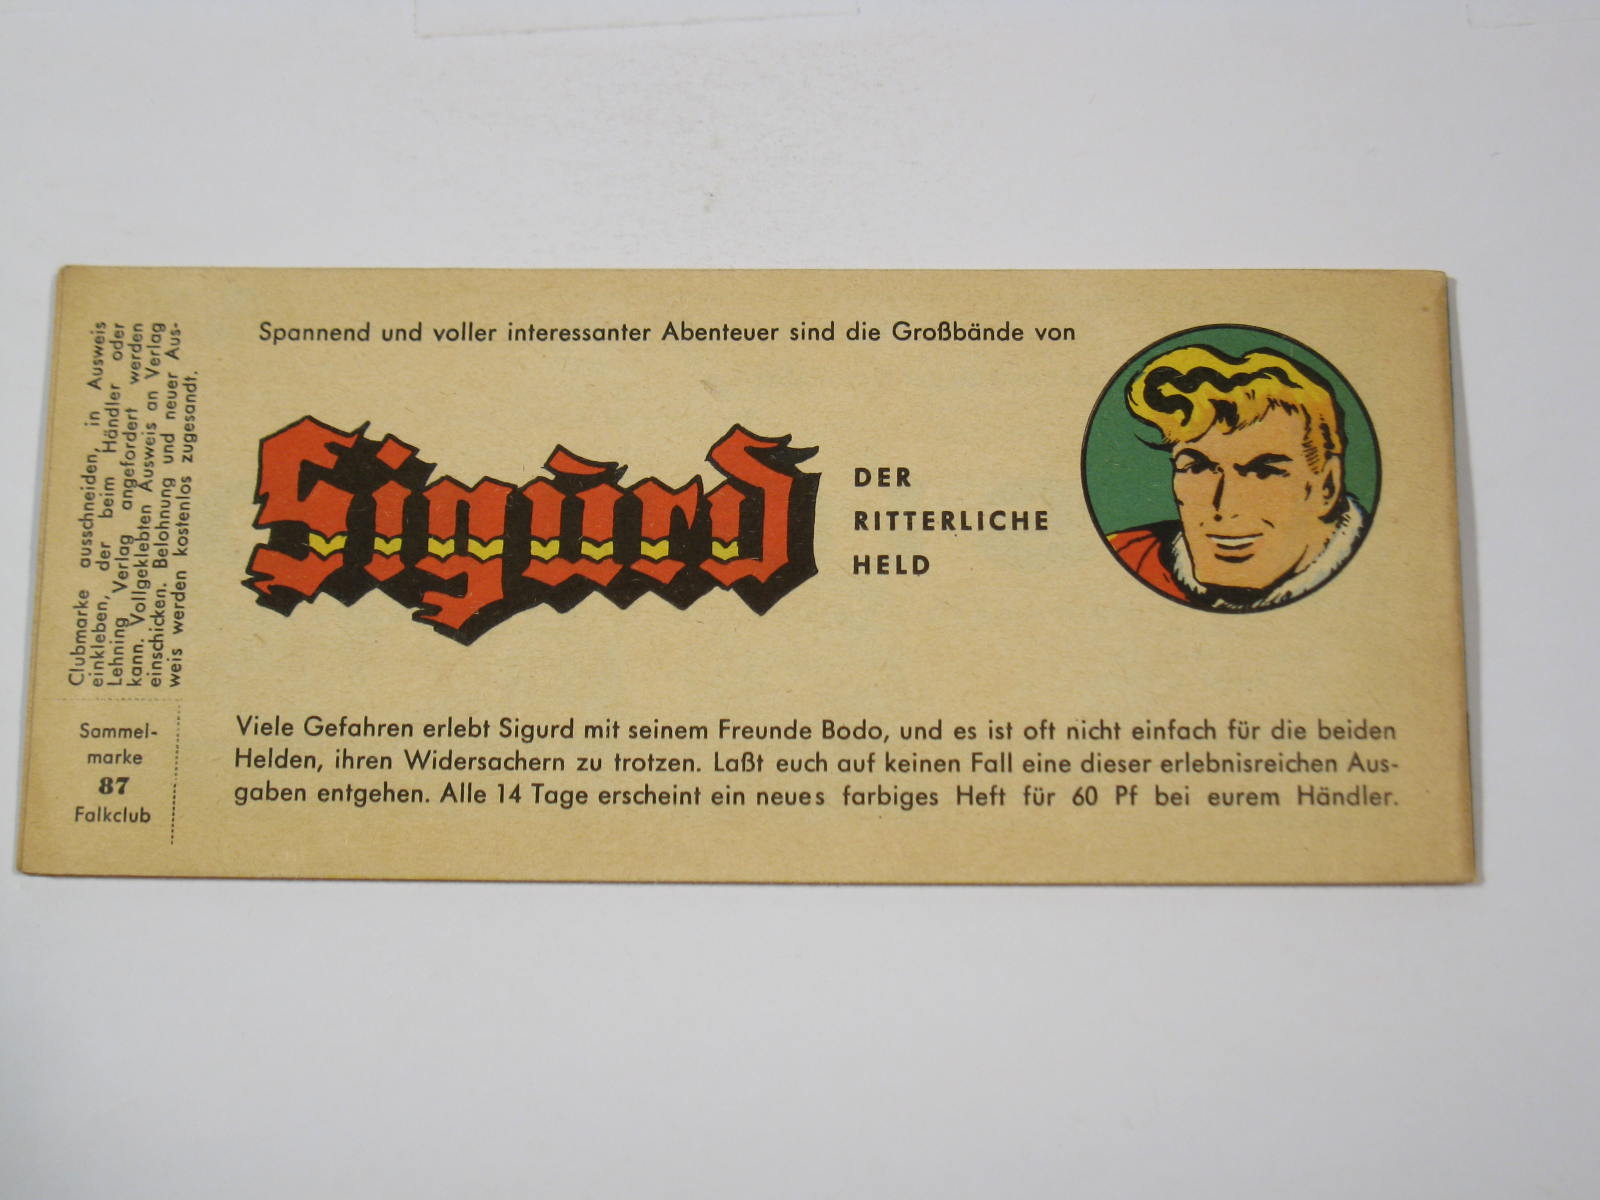 Clubmarke ausschneiden, in Ausweis
einkleben, der beim Händler oder
Lehning Verlag angefordert werden
kann. Vollgeklebten Ausweis an Verlag
einschicken. Belohnung und neuer Aus-
weis werden kostenlos zugesandt.
Sammel-
marke
87
Falkclub
Spannend und voller interessanter Abenteuer sind die Großbände von
Sigurd
DER
RITTERLICHE
HELD
Viele Gefahren erlebt Sigurd mit seinem Freunde Bodo, und es ist oft nicht einfach für die beiden
Helden, ihren Widersachern zu trotzen. Laßt euch auf keinen Fall eine dieser erlebnisreichen Aus-
gaben entgehen. Alle 14 Tage erscheint ein neues farbiges Heft für 60 Pf bei eurem Händler.